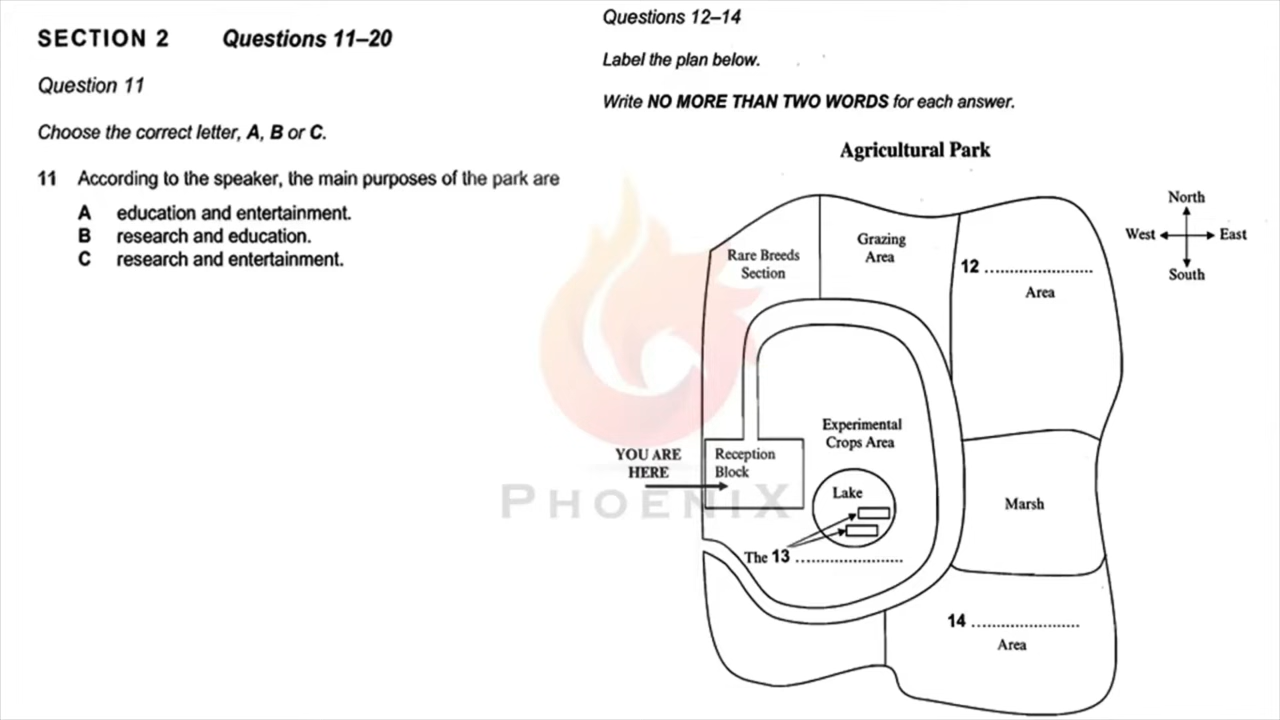 SECTION 2 Questions 11–20
Question 11
Choose the correct letter, A, B or C.
11 According to the speaker, the main purposes of the park are
A education and entertainment.
B research and education.
C research and entertainment.
Questions 12–14
Label the plan below.
Write NO MORE THAN TWO WORDS for each answer.
Agricultural Park
North
West East
South
Rare Breeds
Section
Grazing
Area
12 ........................
Area
Experimental
Crops Area
YOU ARE
HERE
Reception
Block
Lake
Marsh
The 13 ........................
14 ........................
Area
PHOENIX